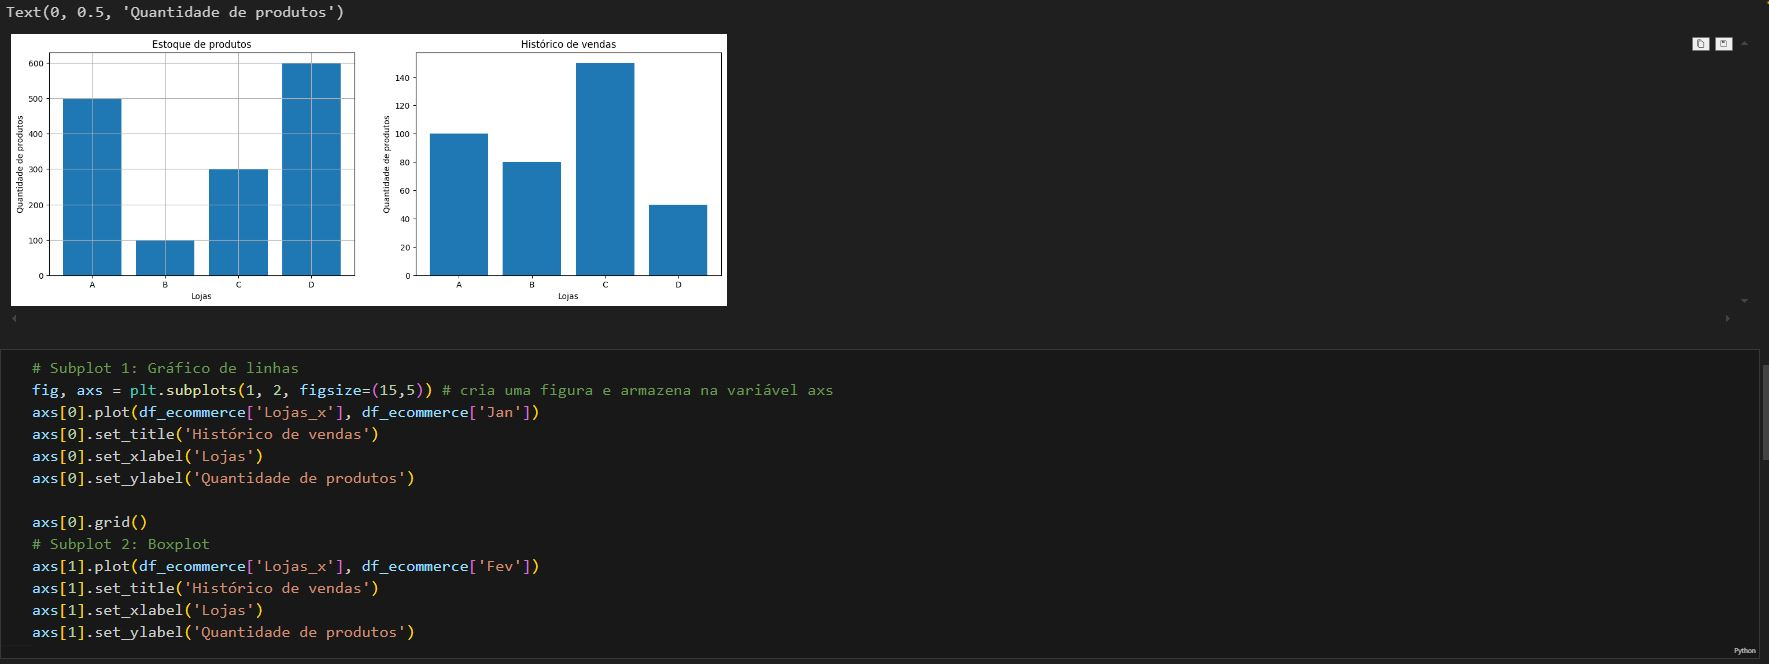 Text(0, 0.5, 'Quantidade de produtos')
Estoque de produtos
600
500
400
300
200
100
0
Quantidade de produtos
A B C D
Lojas
Histórico de vendas
140
120
100
80
60
40
20
0
Quantidade de produtos
A B C D
Lojas
# Subplot 1: Gráfico de linhas
fig, axs = plt.subplots(1, 2, figsize=(15,5)) # cria uma figura e armazena na variável axs
axs[0].plot(df_ecommerce['Lojas_x'], df_ecommerce['Jan'])
axs[0].set_title('Histórico de vendas')
axs[0].set_xlabel('Lojas')
axs[0].set_ylabel('Quantidade de produtos')
axs[0].grid()
# Subplot 2: Boxplot
axs[1].plot(df_ecommerce['Lojas_x'], df_ecommerce['Fev'])
axs[1].set_title('Histórico de vendas')
axs[1].set_xlabel('Lojas')
axs[1].set_ylabel('Quantidade de produtos')
Python